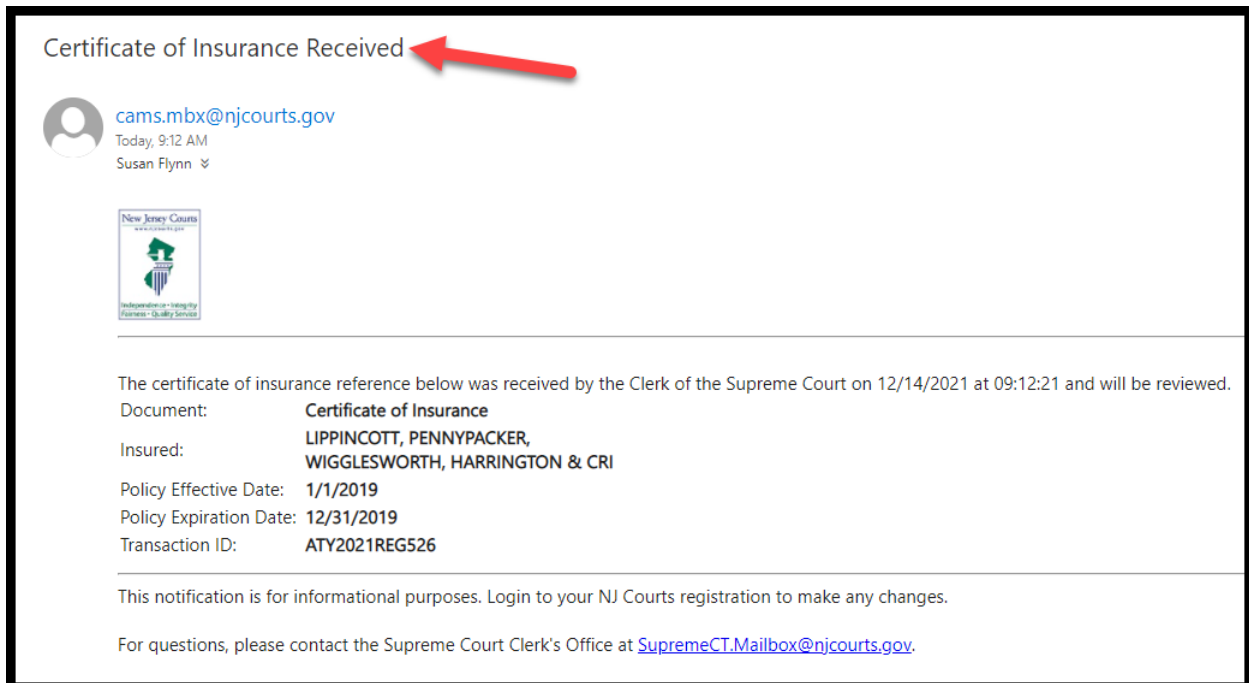 Certificate of Insurance Received
cams.mbx@njcourts.gov
Today, 9:12 AM
Susan Flynn
New Jersey Courts
www.njcourts.gov
Independence • Integrity
Fairness • Quality Service
The certificate of insurance reference below was received by the Clerk of the Supreme Court on 12/14/2021 at 09:12:21 and will be reviewed.
Document: Certificate of Insurance
Insured: LIPPINCOTT, PENNYPACKER,
WIGGLESWORTH, HARRINGTON & CRI
Policy Effective Date: 1/1/2019
Policy Expiration Date: 12/31/2019
Transaction ID: ATY2021REG526
This notification is for informational purposes. Login to your NJ Courts registration to make any changes.
For questions, please contact the Supreme Court Clerk's Office at SupremeCT.Mailbox@njcourts.gov.